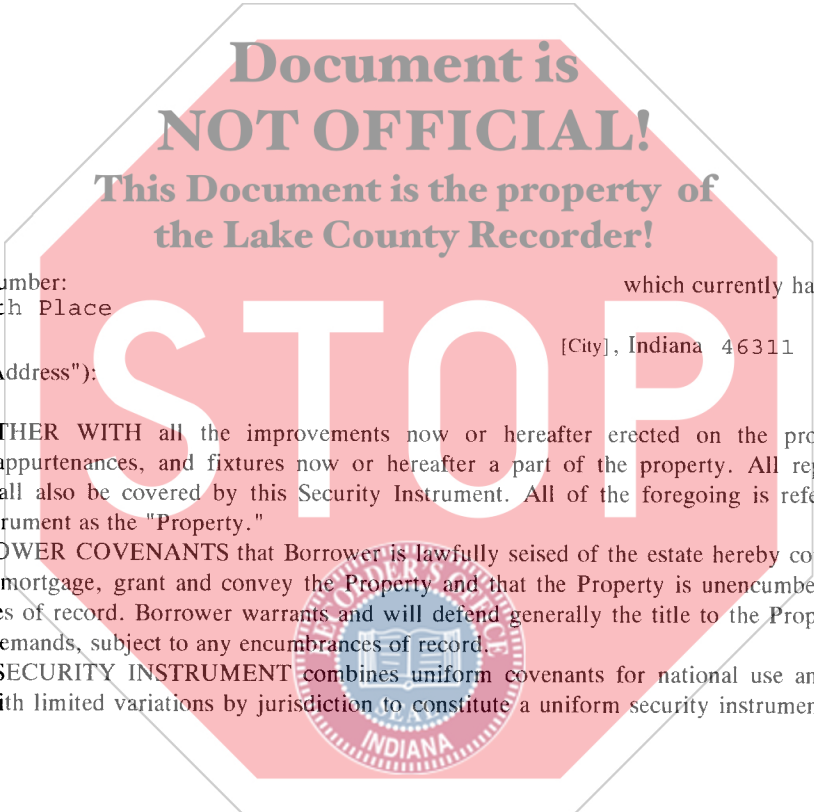 Document is
NOT OFFICIAL!
This Document is the property of
the Lake County Recorder!
umber: which currently ha
th Place
[City], Indiana 46311
Address"):
STOP
THER WITH all the improvements now or hereafter erected on the pro
appurtenances, and fixtures now or hereafter a part of the property. All rep
all also be covered by this Security Instrument. All of the foregoing is refe
rument as the "Property."
OWER COVENANTS that Borrower is lawfully seised of the estate hereby co
mortgage, grant and convey the Property and that the Property is unencumbe
es of record. Borrower warrants and will defend generally the title to the Prop
emands, subject to any encumbrances of record.
SECURITY INSTRUMENT combines uniform covenants for national use an
ith limited variations by jurisdiction to constitute a uniform security instrumen
RECORDER'S OFFICE
SEAL
INDIANA